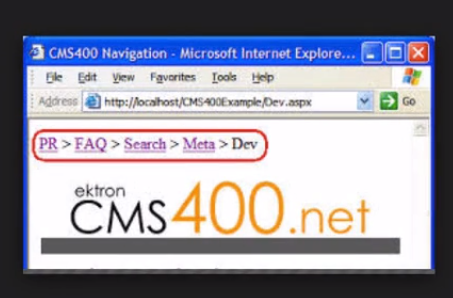 CMS400 Navigation - Microsoft Internet Explore...
File Edit View Favorites Tools Help
Address http://localhost/CMS400Example/Dev.aspx Go
PR > FAQ > Search > Meta > Dev
ektron
CMS400.net